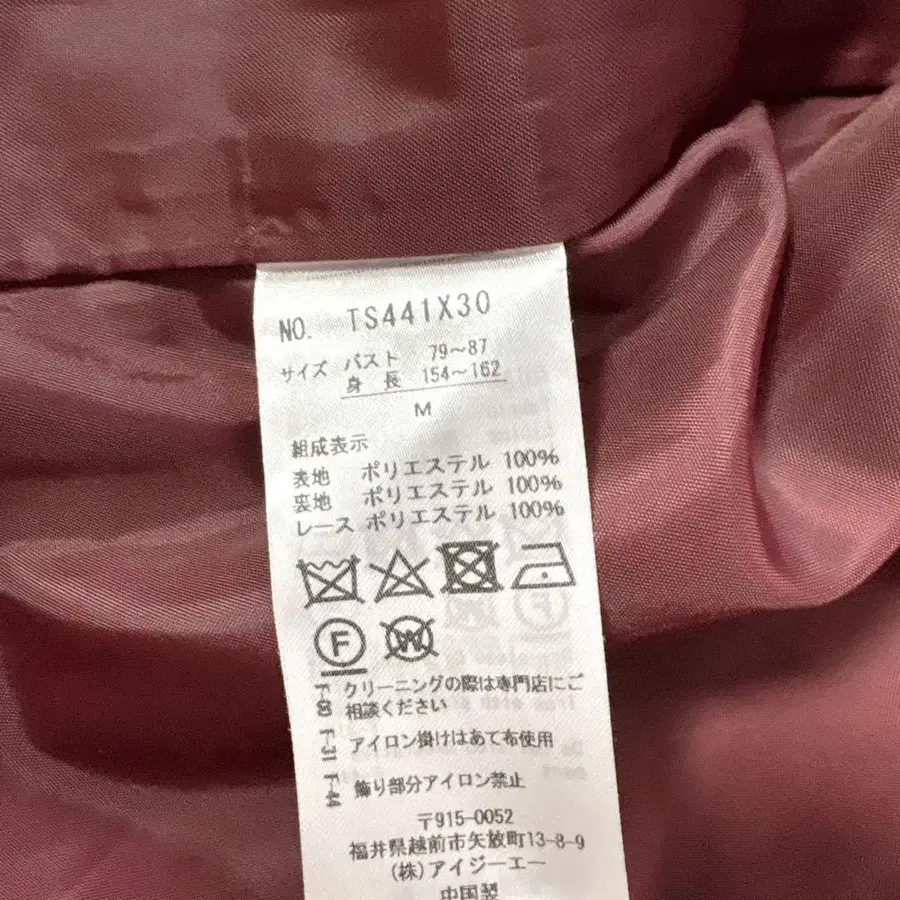 NO. TS441X30
サイズ バスト 79〜87
身長 154〜162
M
組成表示
表地 ポリエステル 100%
裏地 ポリエステル 100%
レース ポリエステル 100%
F W
F-60 クリーニングの際は専門店にご
相談ください
F-31 アイロン掛けはあて布使用
F-44 飾り部分アイロン禁止
〒915-0052
福井県越前市矢放町13-8-9
(株)アイジーエー
中国製